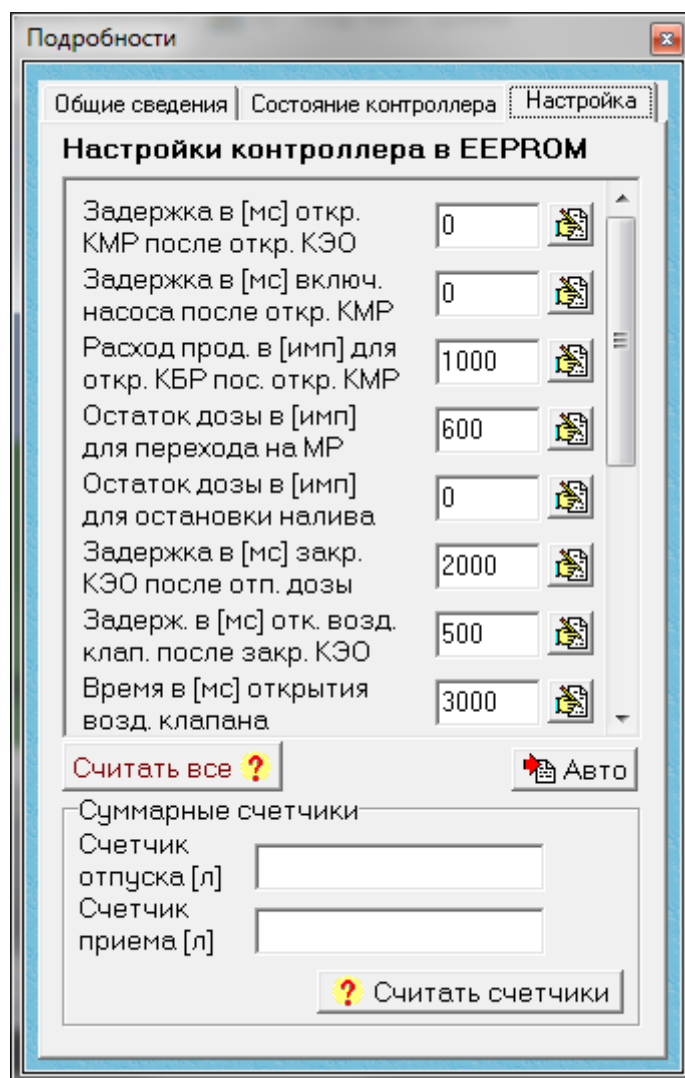 Подробности
Общие сведения Состояние контроллера Настройка
Настройки контроллера в EEPROM
Задержка в [мс] откр.
КМР после откр. КЭО
0
Задержка в [мс] включ.
насоса после откр. КМР
0
Расход прод. в [имп] для
откр. КБР пос. откр. КМР
1000
Остаток дозы в [имп]
для перехода на МР
600
Остаток дозы в [имп]
для остановки налива
0
Задержка в [мс] закр.
КЭО после отп. дозы
2000
Задерж. в [мс] отк. возд.
клап. после закр. КЭО
500
Время в [мс] открытия
возд. клапана
3000
Считать все ? Авто
Суммарные счетчики
Счетчик
отпуска [л]
Счетчик
приема [л]
? Считать счетчики